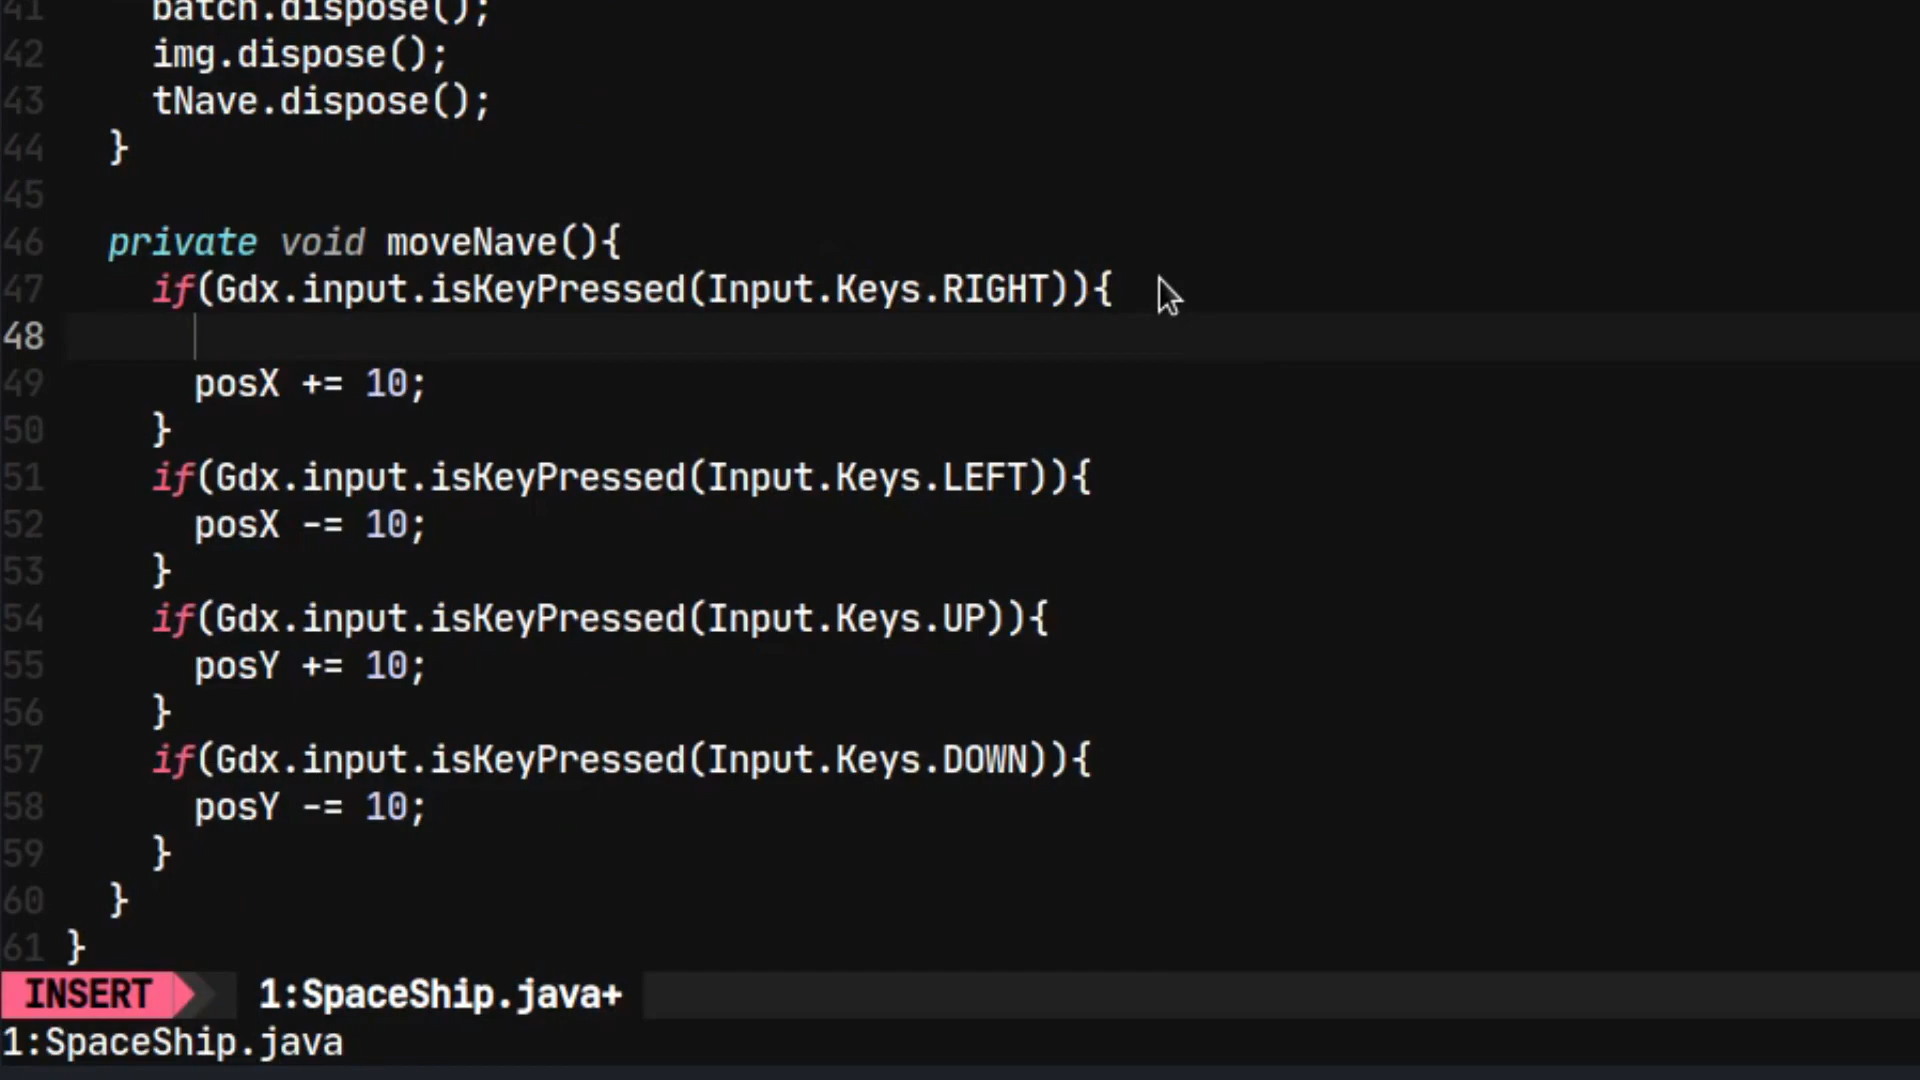 41 batch.dispose();
42 img.dispose();
43 tNave.dispose();
44 }
45
46 private void moveNave(){
47 if(Gdx.input.isKeyPressed(Input.Keys.RIGHT)){
48
49 posX += 10;
50 }
51 if(Gdx.input.isKeyPressed(Input.Keys.LEFT)){
52 posX -= 10;
53 }
54 if(Gdx.input.isKeyPressed(Input.Keys.UP)){
55 posY += 10;
56 }
57 if(Gdx.input.isKeyPressed(Input.Keys.DOWN)){
58 posY -= 10;
59 }
60 }
61 }
INSERT 1:SpaceShip.java+
1:SpaceShip.java